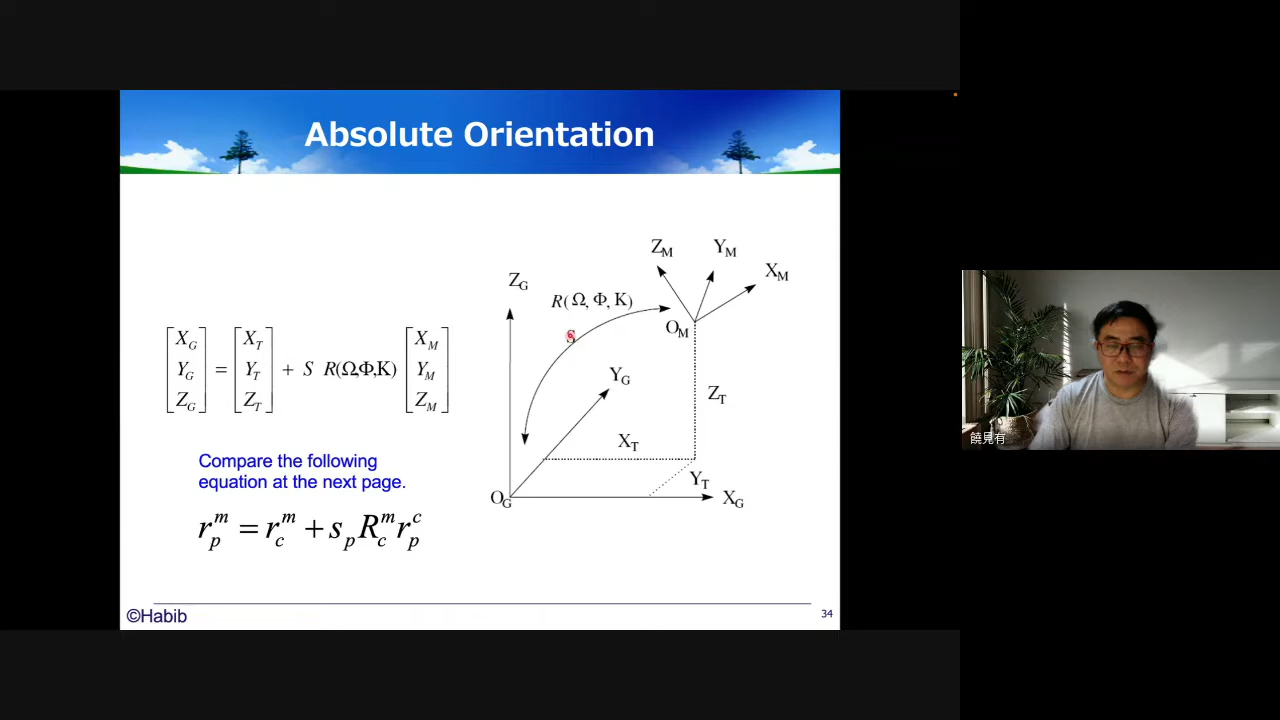 Absolute Orientation
Z_M Y_M X_M
Z_G
R(Ω, Φ, K)
S
O_M
[X_G Y_G Z_G] = [X_T Y_T Z_T] + S R(Ω,Φ,K) [X_M Y_M Z_M]
Y_G
Z_T
X_T
Y_T
O_G
X_G
Compare the following
equation at the next page.
r_p^m = r_c^m + s_p R_c^m r_p^c
©Habib
34
饒見有